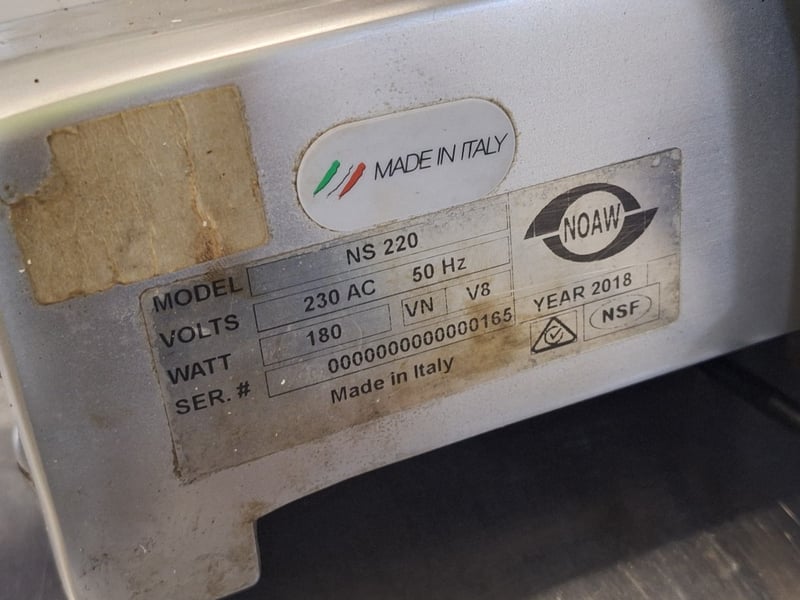 MADE IN ITALY
MODEL NS 220
VOLTS 230 AC 50 Hz
WATT 180 VN V8
SER. # 0000000000000165
Made in Italy
NOAW
YEAR 2018
NSF